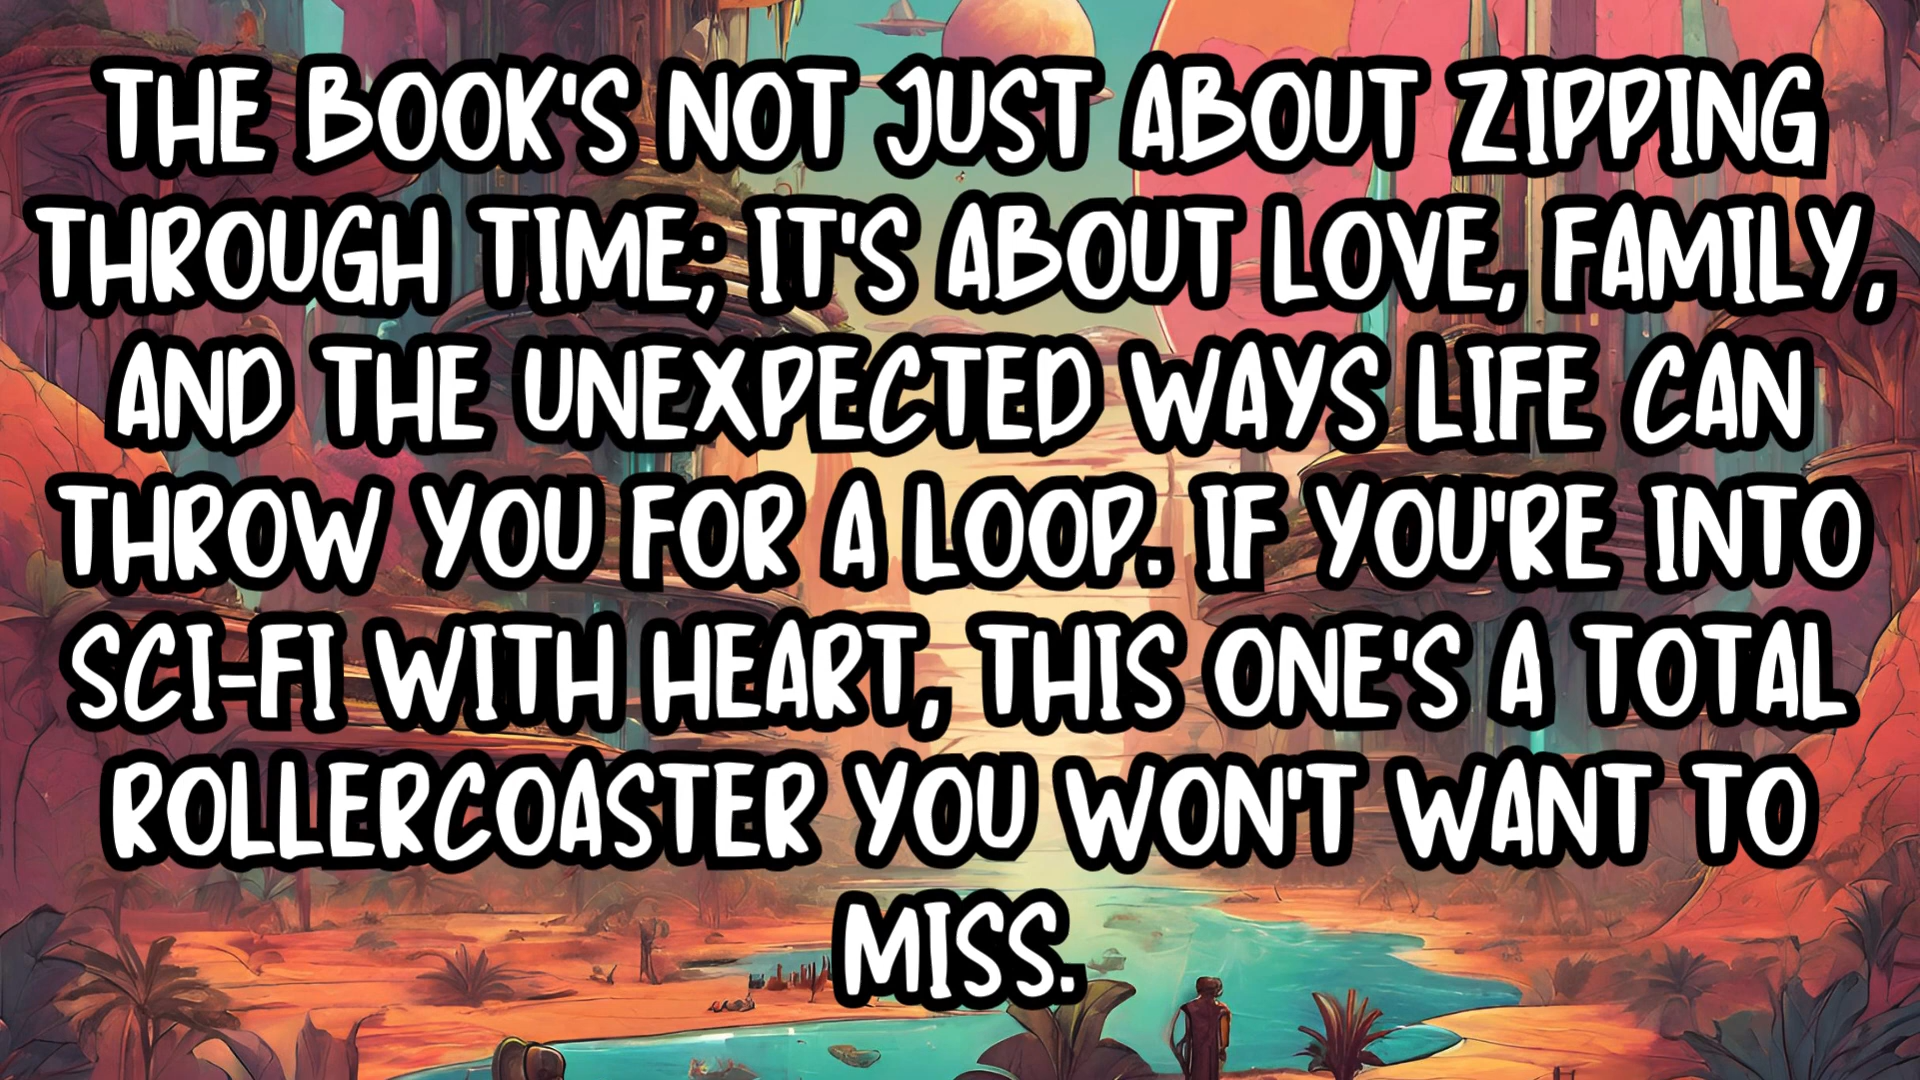 THE BOOK'S NOT JUST ABOUT ZIPPING
THROUGH TIME; IT'S ABOUT LOVE, FAMILY,
AND THE UNEXPECTED WAYS LIFE CAN
THROW YOU FOR A LOOP. IF YOU'RE INTO
SCI-FI WITH HEART, THIS ONE'S A TOTAL
ROLLERCOASTER YOU WON'T WANT TO
MISS.